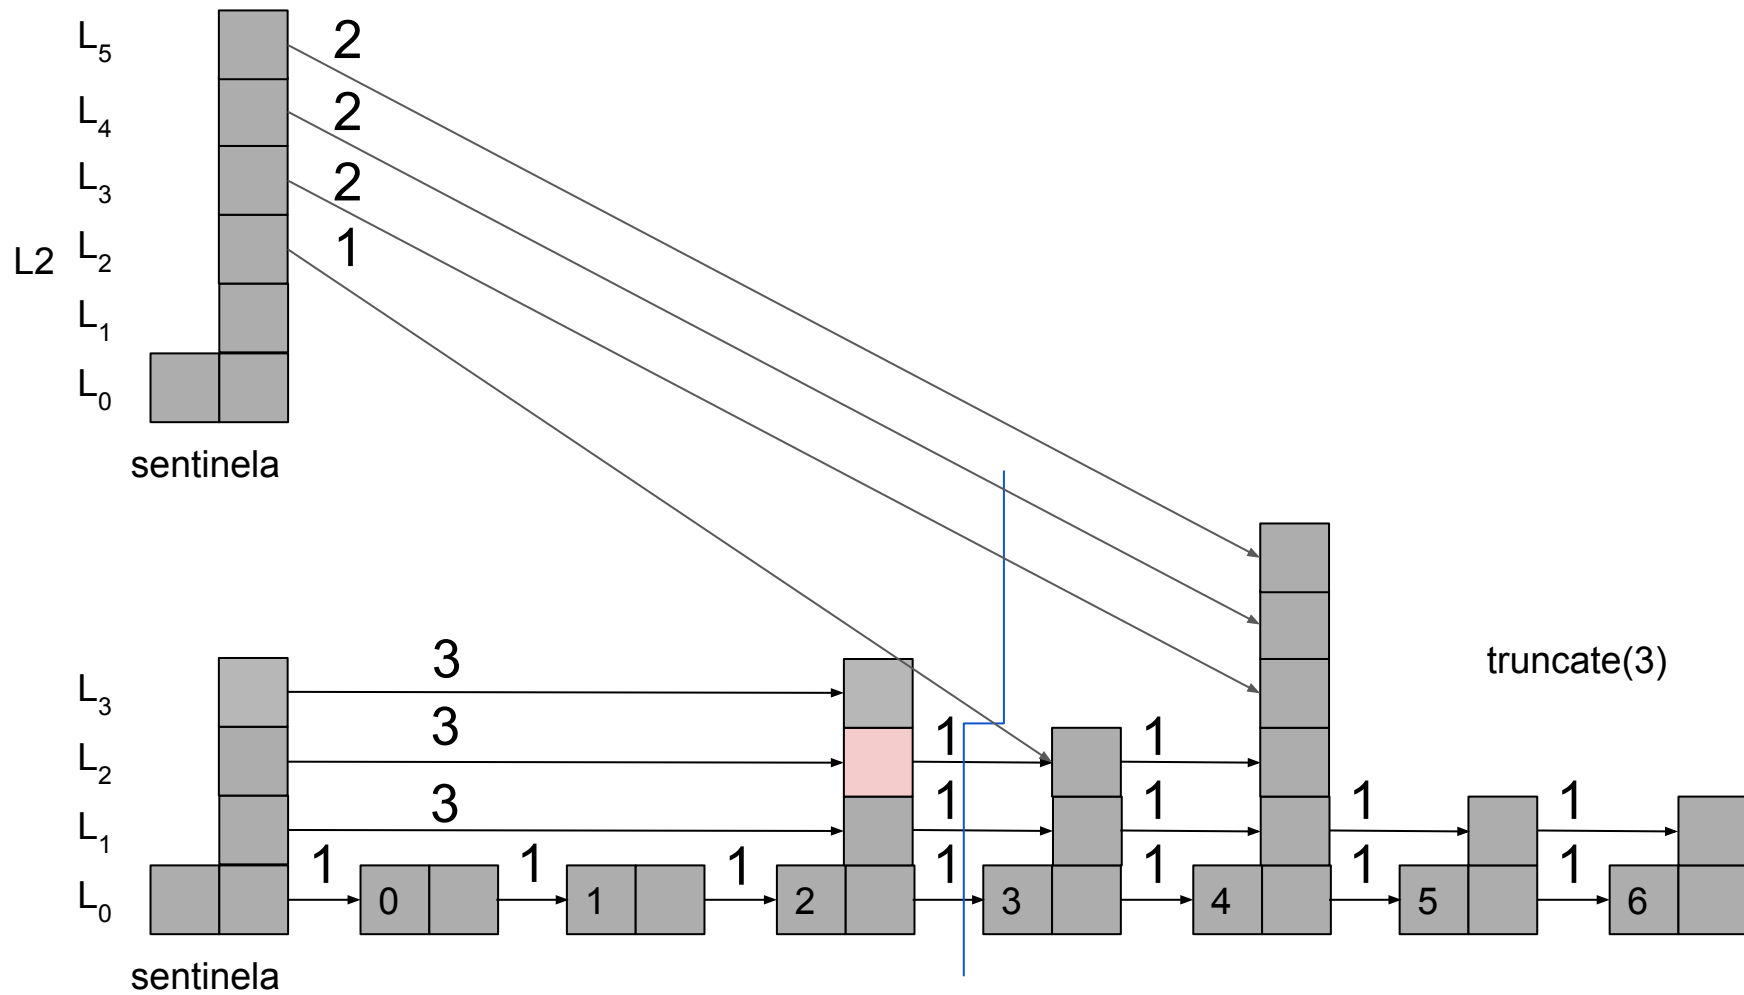 L5 2
L4 2
L3 2
L2 L2 1
L1
L0
sentinela
truncate(3)
L3 3
L2 3 1 1
L1 3 1 1 1 1
L0 1 0 1 1 1 2 1 3 1 4 1 5 1 6
sentinela